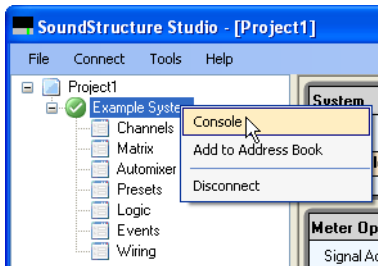 SoundStructure Studio - [Project1]
File Connect Tools Help
Project1
Example System
System
Console
Channels
Matrix
Add to Address Book
Automixer
Presets
Disconnect
Logic
Events
Meter Op
Wiring
Signal Ac